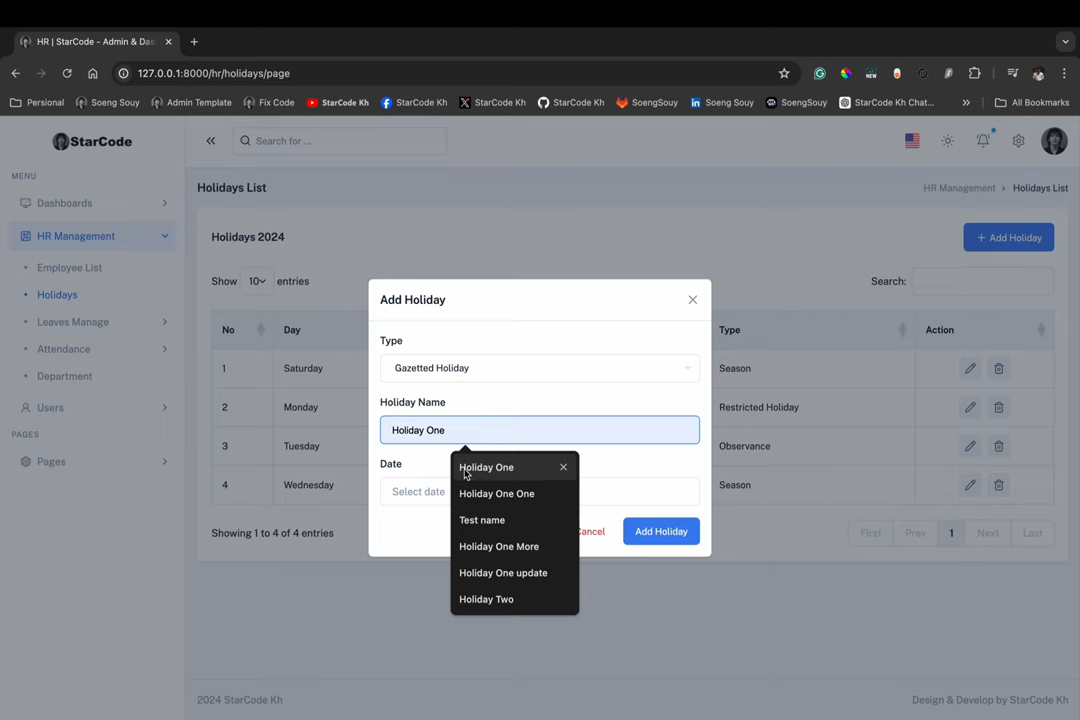 HR | StarCode - Admin & Das
127.0.0.1:8000/hr/holidays/page
Personal
Soeng Souy
Admin Template
Fix Code
StarCode Kh
StarCode Kh
StarCode Kh
StarCode Kh
SoengSouy
Soeng Souy
SoengSouy
StarCode Kh Chat...
All Bookmarks
StarCode
Search for ...
MENU
Dashboards
HR Management
Employee List
Holidays
Leaves Manage
Attendance
Department
Users
PAGES
Pages
Holidays List
HR Management
Holidays List
Holidays 2024
+ Add Holiday
Show 10 entries
Search:
No Day Type Action
1 Saturday Season
2 Monday Restricted Holiday
3 Tuesday Observance
4 Wednesday Season
Showing 1 to 4 of 4 entries
First Prev 1 Next Last
Add Holiday
Type
Gazetted Holiday
Holiday Name
Holiday One
Date
Select date
Cancel
Add Holiday
Holiday One
Holiday One One
Test name
Holiday One More
Holiday One update
Holiday Two
2024 StarCode Kh
Design & Develop by StarCode Kh